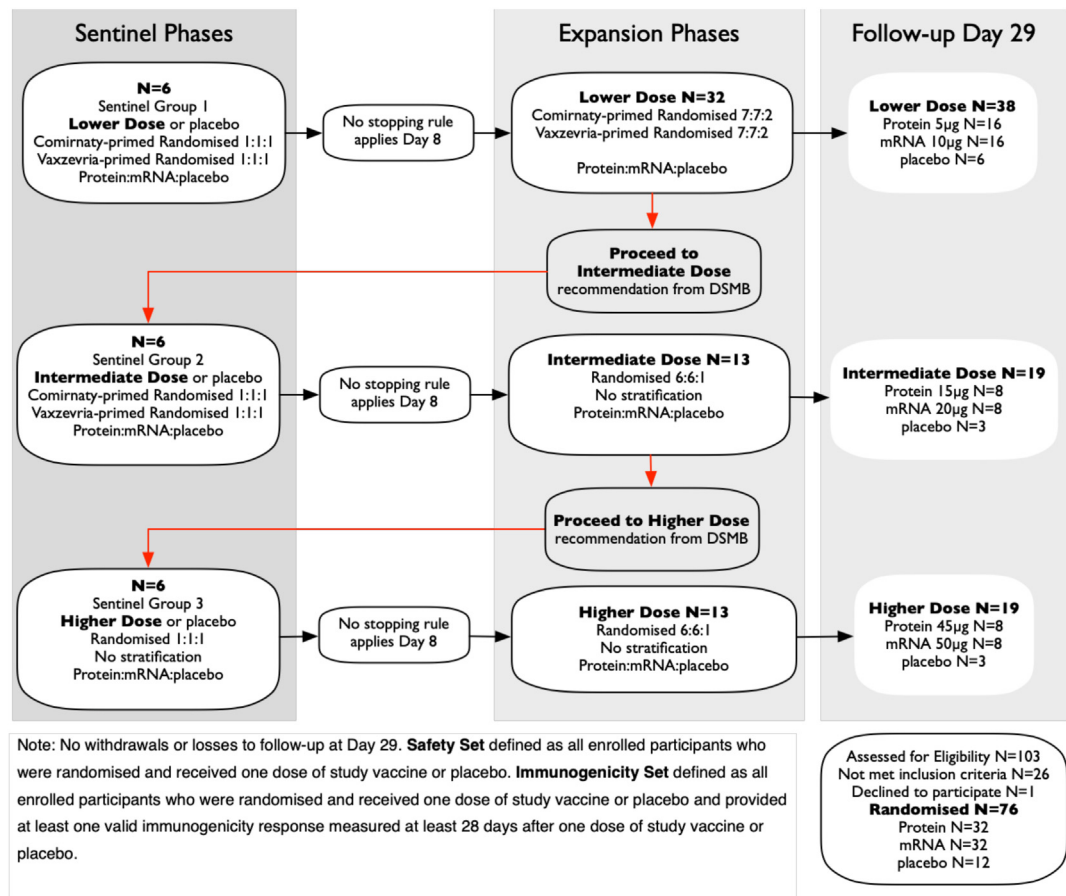 Sentinel Phases
Expansion Phases
Follow-up Day 29
N=6
Sentinel Group 1
Lower Dose or placebo
Comirnaty-primed Randomised 1:1:1
Vaxzevria-primed Randomised 1:1:1
Protein:mRNA:placebo
No stopping rule
applies Day 8
Lower Dose N=32
Comirnaty-primed Randomised 7:7:2
Vaxzevria-primed Randomised 7:7:2
Protein:mRNA:placebo
Lower Dose N=38
Protein 5µg N=16
mRNA 10µg N=16
placebo N=6
Proceed to
Intermediate Dose
recommendation from DSMB
N=6
Sentinel Group 2
Intermediate Dose or placebo
Comirnaty-primed Randomised 1:1:1
Vaxzevria-primed Randomised 1:1:1
Protein:mRNA:placebo
No stopping rule
applies Day 8
Intermediate Dose N=13
Randomised 6:6:1
No stratification
Protein:mRNA:placebo
Intermediate Dose N=19
Protein 15µg N=8
mRNA 20µg N=8
placebo N=3
Proceed to Higher Dose
recommendation from DSMB
N=6
Sentinel Group 3
Higher Dose or placebo
Randomised 1:1:1
No stratification
Protein:mRNA:placebo
No stopping rule
applies Day 8
Higher Dose N=13
Randomised 6:6:1
No stratification
Protein:mRNA:placebo
Higher Dose N=19
Protein 45µg N=8
mRNA 50µg N=8
placebo N=3
Note: No withdrawals or losses to follow-up at Day 29. Safety Set defined as all enrolled participants who
were randomised and received one dose of study vaccine or placebo. Immunogenicity Set defined as all
enrolled participants who were randomised and received one dose of study vaccine or placebo and provided
at least one valid immunogenicity response measured at least 28 days after one dose of study vaccine or
placebo.
Assessed for Eligibility N=103
Not met inclusion criteria N=26
Declined to participate N=1
Randomised N=76
Protein N=32
mRNA N=32
placebo N=12